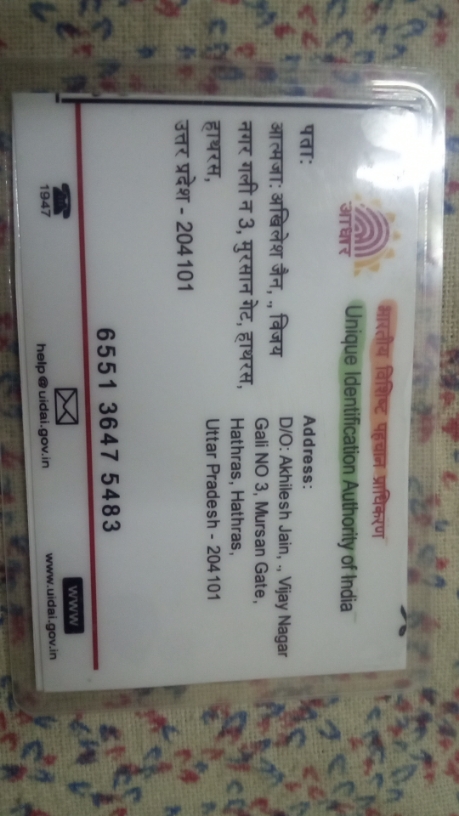 भारतीय विशिष्ट पहचान प्राधिकरण
Unique Identification Authority of India
आधार
पता:
आत्मजा: अखिलेश जैन, ., विजय
नगर गली न 3, मुरसान गेट, हाथरस,
हाथरस,
उत्तर प्रदेश - 204101
Address:
D/O: Akhilesh Jain, ., Vijay Nagar
Gali NO 3, Mursan Gate,
Hathras, Hathras,
Uttar Pradesh - 204101
6551 3647 5483
1947
help@uidai.gov.in
www
www.uidai.gov.in